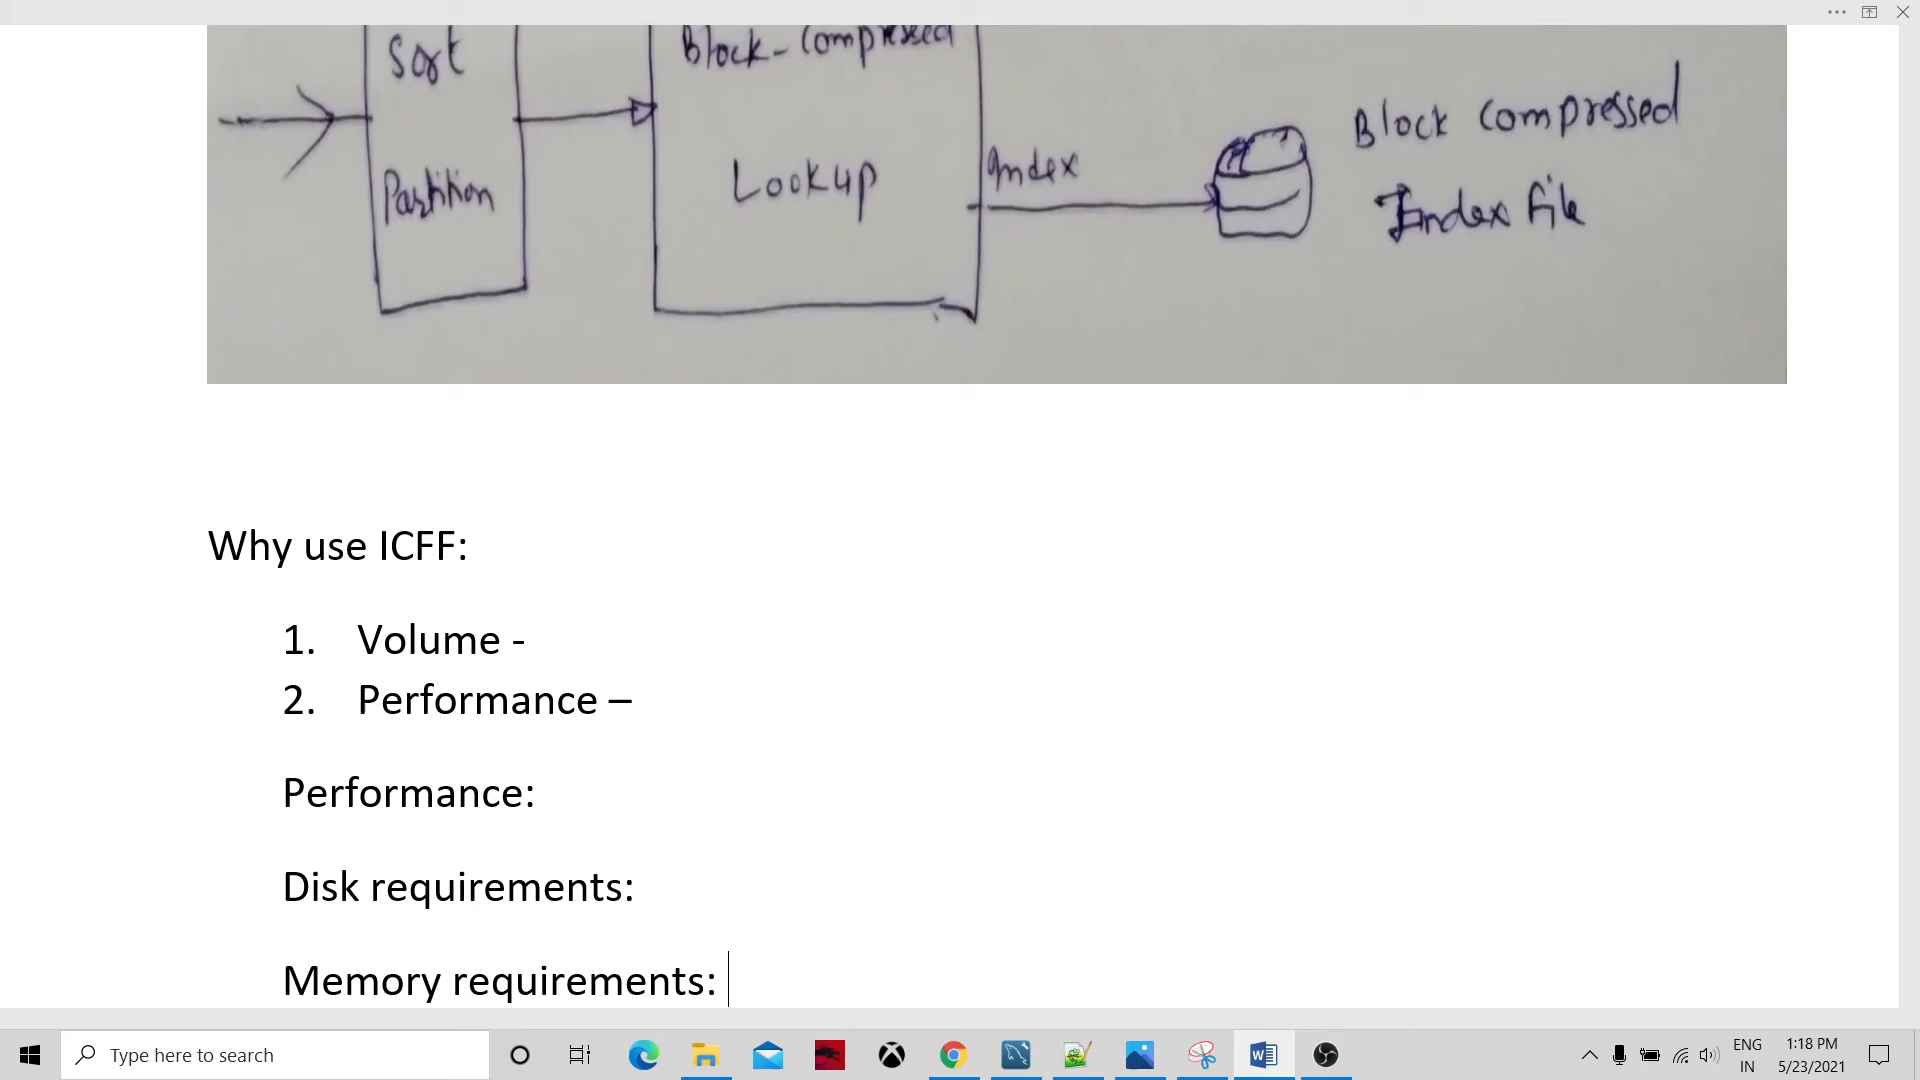 Sort
Block-Compressed
Partition
Lookup
Index
Block compressed
Index file
Why use ICFF:
1. Volume -
2. Performance –
Performance:
Disk requirements:
Memory requirements:
Type here to search
ENG
IN
1:18 PM
5/23/2021